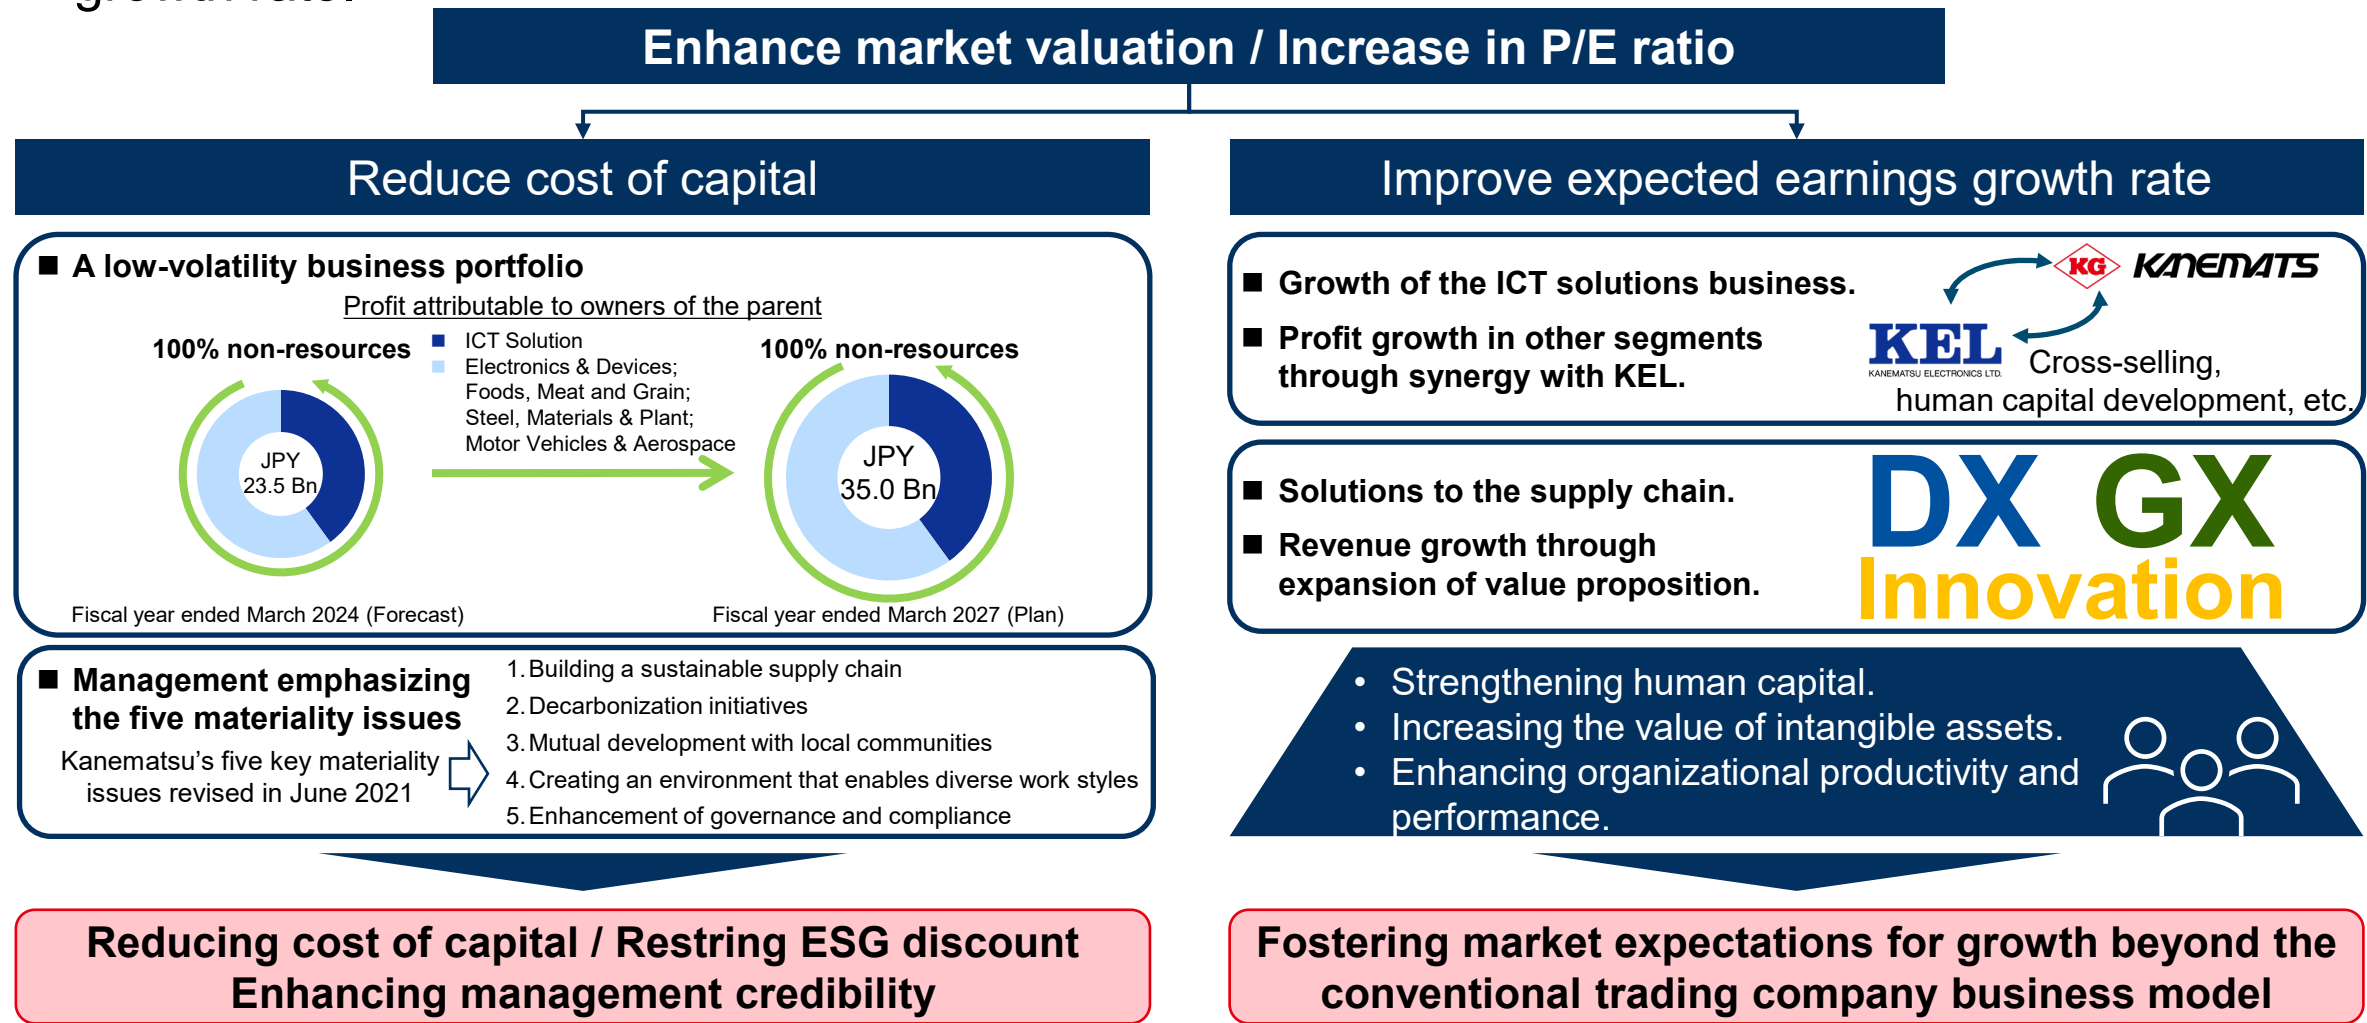 growth rate.
Enhance market valuation / Increase in P/E ratio
Reduce cost of capital
■ A low-volatility business portfolio
Profit attributable to owners of the parent
100% non-resources
ICT Solution
Electronics & Devices;
Foods, Meat and Grain;
Steel, Materials & Plant;
Motor Vehicles & Aerospace
100% non-resources
JPY
23.5 Bn
JPY
35.0 Bn
Fiscal year ended March 2024 (Forecast)
Fiscal year ended March 2027 (Plan)
■ Management emphasizing
the five materiality issues
Kanematsu’s five key materiality
issues revised in June 2021
1. Building a sustainable supply chain
2. Decarbonization initiatives
3. Mutual development with local communities
4. Creating an environment that enables diverse work styles
5. Enhancement of governance and compliance
Reducing cost of capital / Restring ESG discount
Enhancing management credibility
Improve expected earnings growth rate
■ Growth of the ICT solutions business.
■ Profit growth in other segments
through synergy with KEL.
KG KANEMATS
KEL
KANEMATSU ELECTRONICS LTD.
Cross-selling,
human capital development, etc.
■ Solutions to the supply chain.
■ Revenue growth through
expansion of value proposition.
DX GX
Innovation
• Strengthening human capital.
• Increasing the value of intangible assets.
• Enhancing organizational productivity and
performance.
Fostering market expectations for growth beyond the
conventional trading company business model